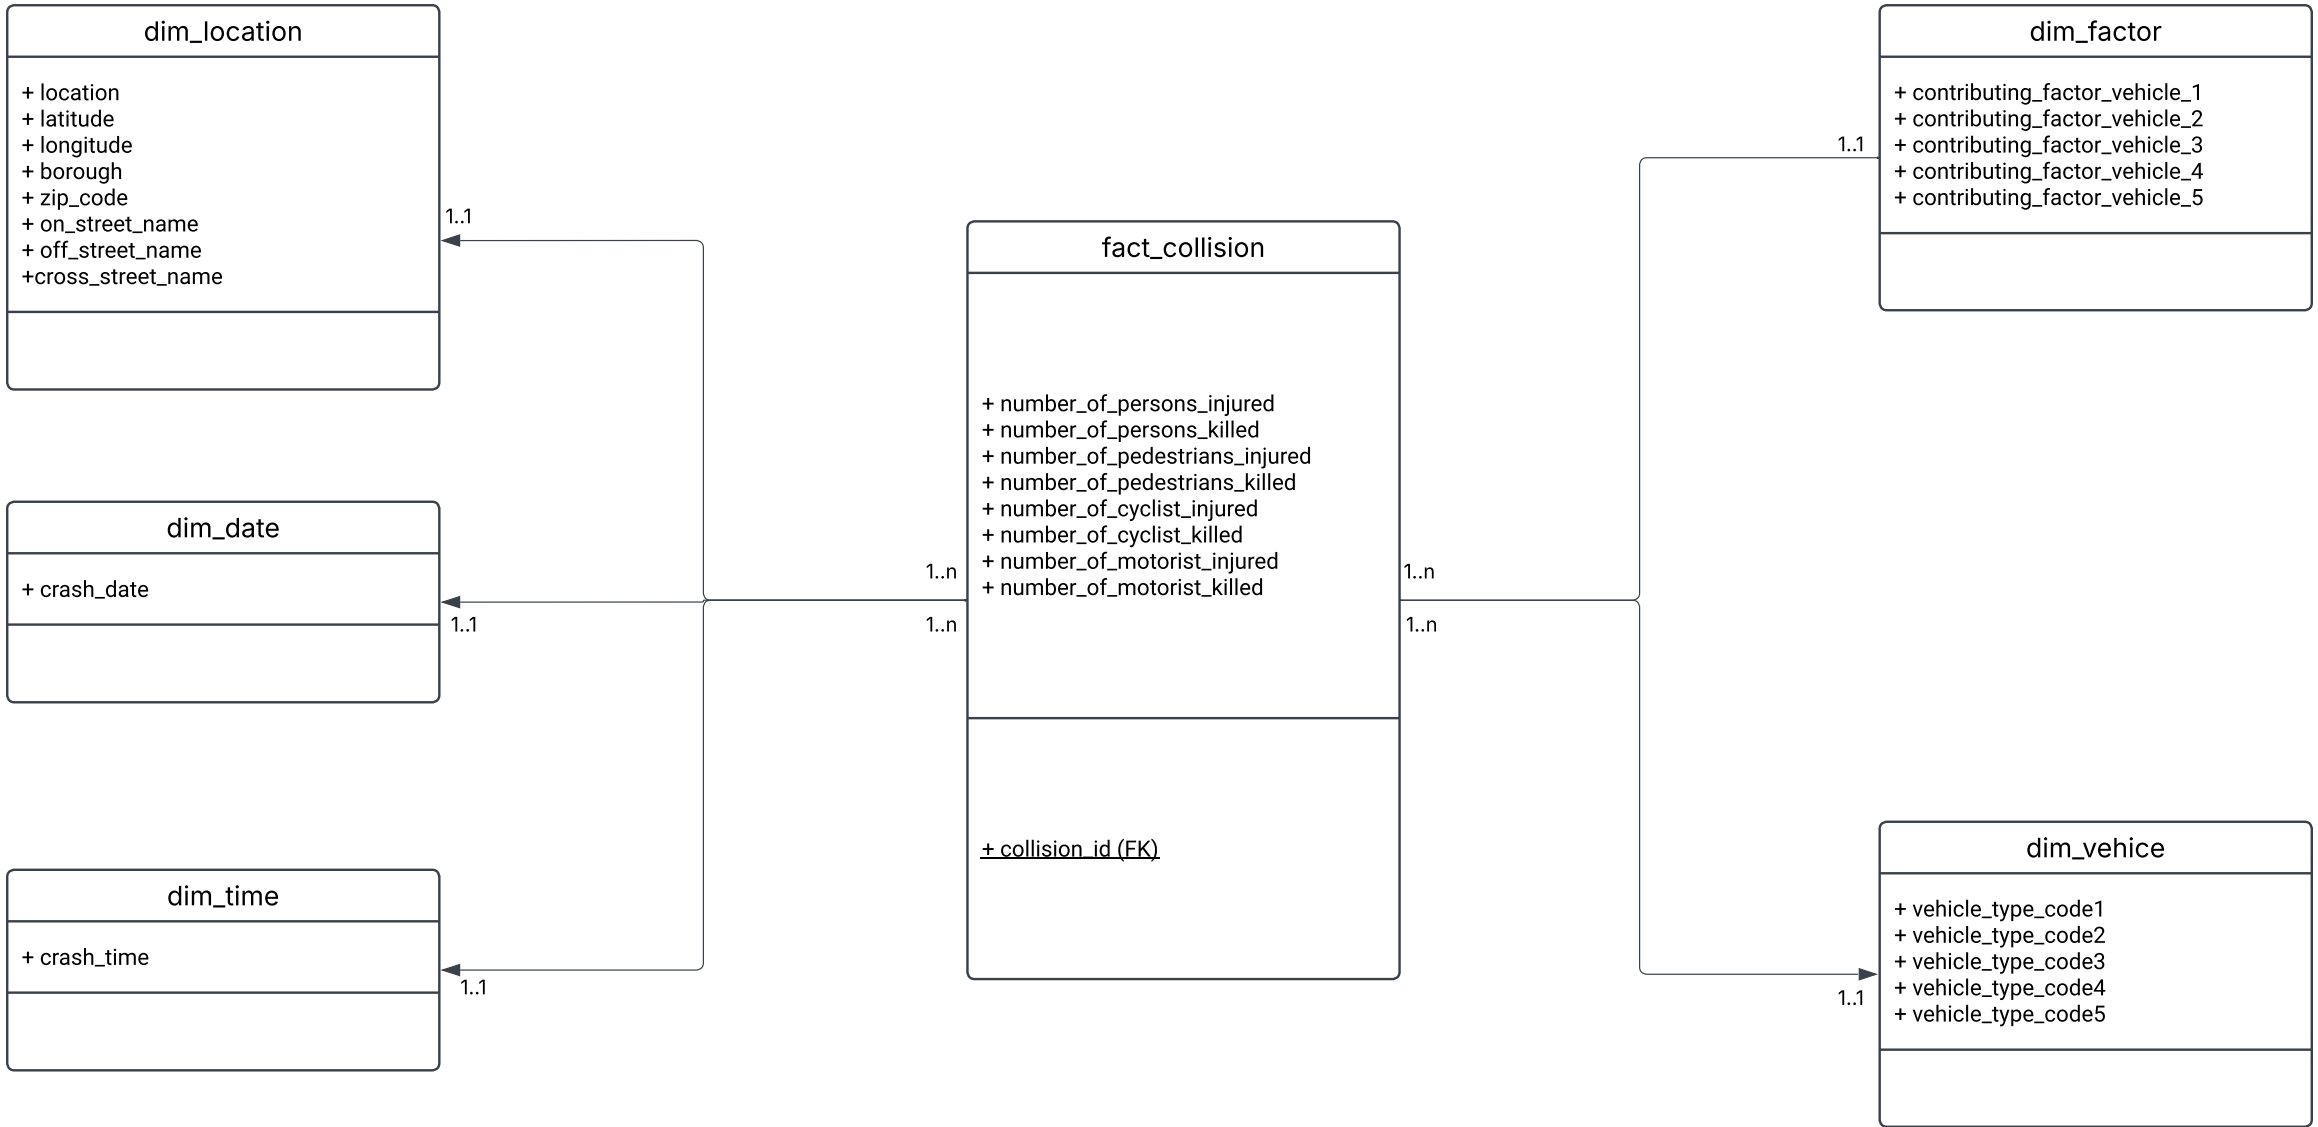 dim_location
+ location
+ latitude
+ longitude
+ borough
+ zip_code
+ on_street_name
+ off_street_name
+cross_street_name
1..1
dim_date
+ crash_date
1..1
dim_time
+ crash_time
1..1
fact_collision
+ number_of_persons_injured
+ number_of_persons_killed
+ number_of_pedestrians_injured
+ number_of_pedestrians_killed
+ number_of_cyclist_injured
+ number_of_cyclist_killed
+ number_of_motorist_injured
+ number_of_motorist_killed
+ collision_id (FK)
1..n
1..n
1..n
1..n
dim_factor
+ contributing_factor_vehicle_1
+ contributing_factor_vehicle_2
+ contributing_factor_vehicle_3
+ contributing_factor_vehicle_4
+ contributing_factor_vehicle_5
1..1
dim_vehice
+ vehicle_type_code1
+ vehicle_type_code2
+ vehicle_type_code3
+ vehicle_type_code4
+ vehicle_type_code5
1..1